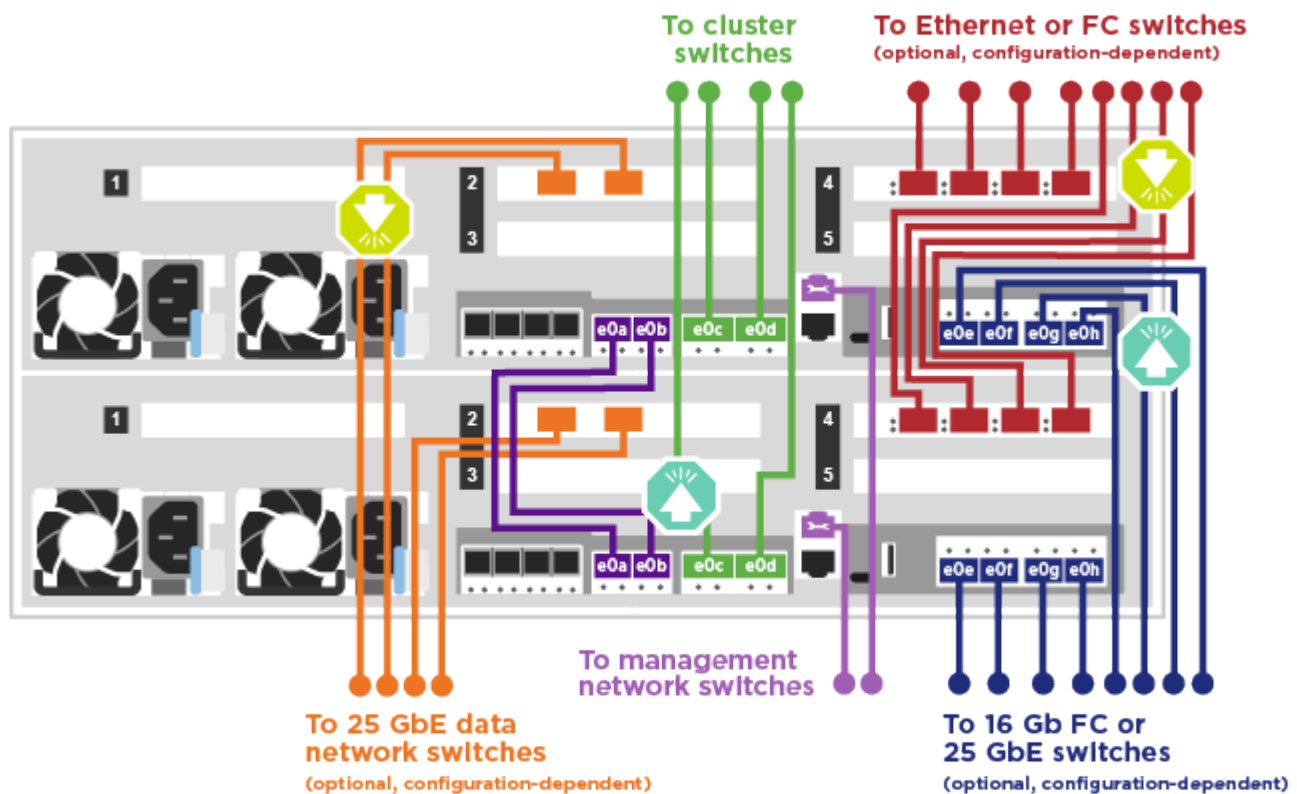 To cluster
switches
To Ethernet or FC switches
(optional, configuration-dependent)
1
2
3
4
5
e0a e0b e0c e0d
e0e e0f e0g e0h
1
2
3
4
5
e0a e0b e0c e0d
e0e e0f e0g e0h
To management
network switches
To 25 GbE data
network switches
(optional, configuration-dependent)
To 16 Gb FC or
25 GbE switches
(optional, configuration-dependent)